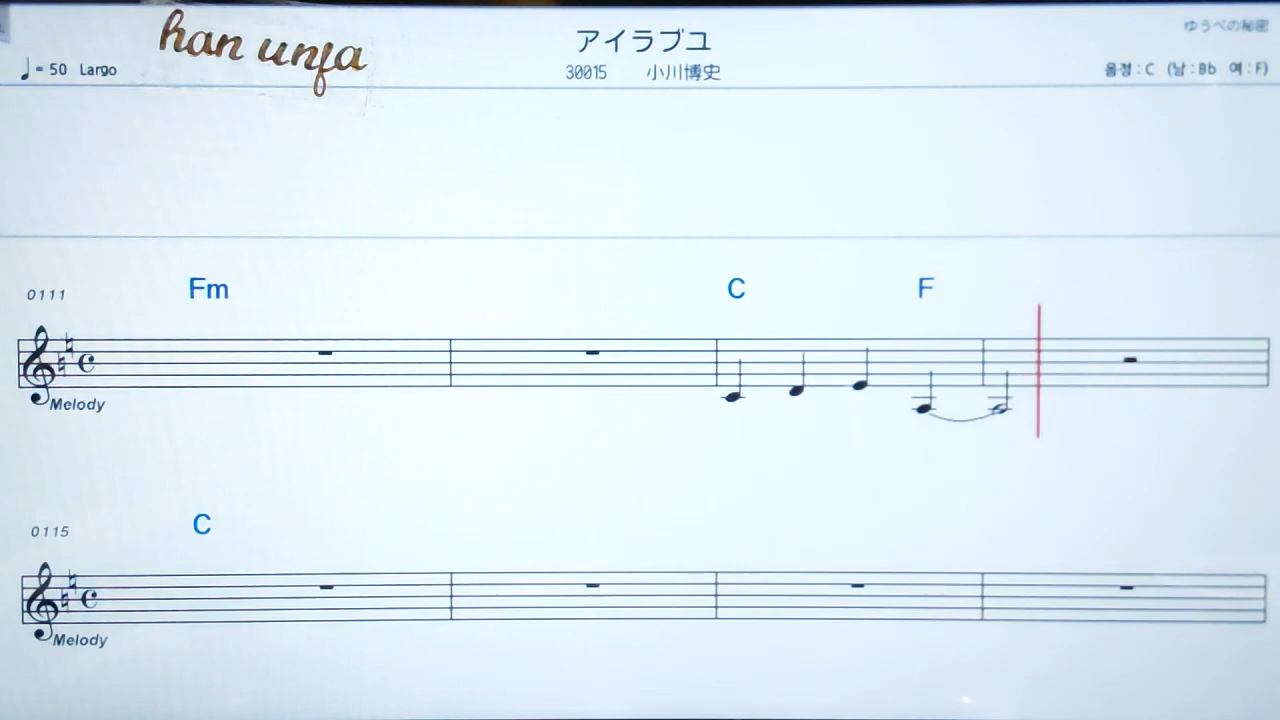 han unfa
アイラブユ
ゆうべの秘密
= 50 Largo
30015 小川博史
음정 : C (남 : Bb 여 : F)
Fm C F
0111
Melody
C
0115
Melody